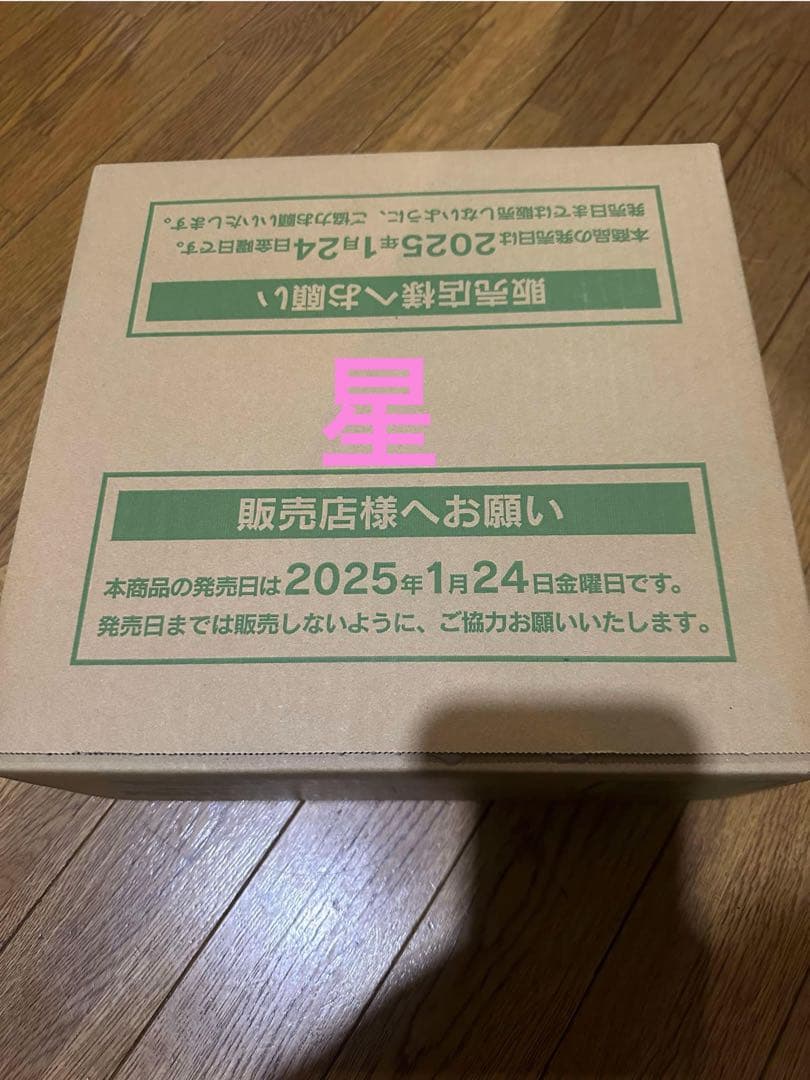 販売店様へお願い
本商品の発売日は2025年1月24日金曜日です。
発売日までは販売しないように、ご協力お願いいたします。
星
販売店様へお願い
本商品の発売日は2025年1月24日金曜日です。
発売日までは販売しないように、ご協力お願いいたします。